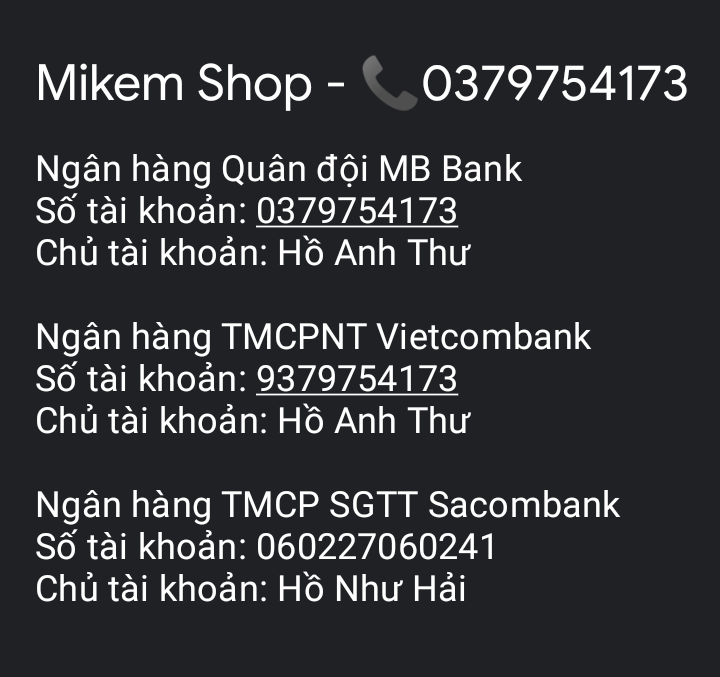 Mikem Shop - 📞0379754173
Ngân hàng Quân đội MB Bank
Số tài khoản: 0379754173
Chủ tài khoản: Hồ Anh Thư
Ngân hàng TMCPNT Vietcombank
Số tài khoản: 9379754173
Chủ tài khoản: Hồ Anh Thư
Ngân hàng TMCP SGTT Sacombank
Số tài khoản: 060227060241
Chủ tài khoản: Hồ Như Hải